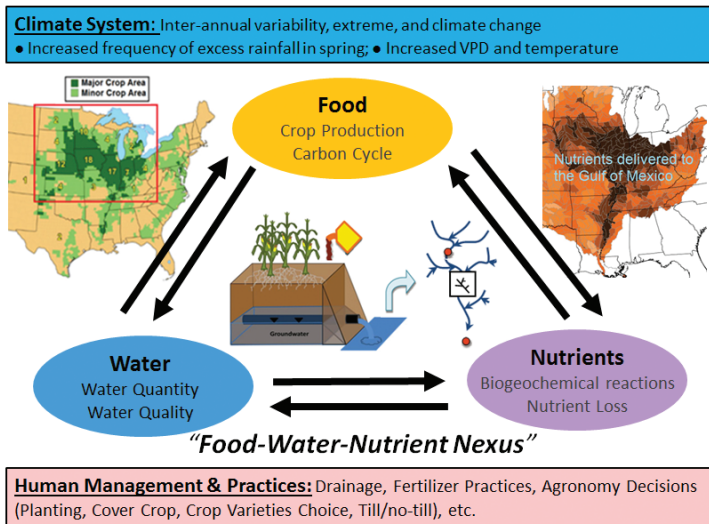 Climate System: Inter-annual variability, extreme, and climate change
● Increased frequency of excess rainfall in spring; ● Increased VPD and temperature
Major Crop Area
Minor Crop Area
Food
Crop Production
Carbon Cycle
Nutrients delivered to
the Gulf of Mexico
12
18
17
Groundwater
Water
Water Quantity
Water Quality
Nutrients
Biogeochemical reactions
Nutrient Loss
“Food-Water-Nutrient Nexus”
Human Management & Practices: Drainage, Fertilizer Practices, Agronomy Decisions
(Planting, Cover Crop, Crop Varieties Choice, Till/no-till), etc.